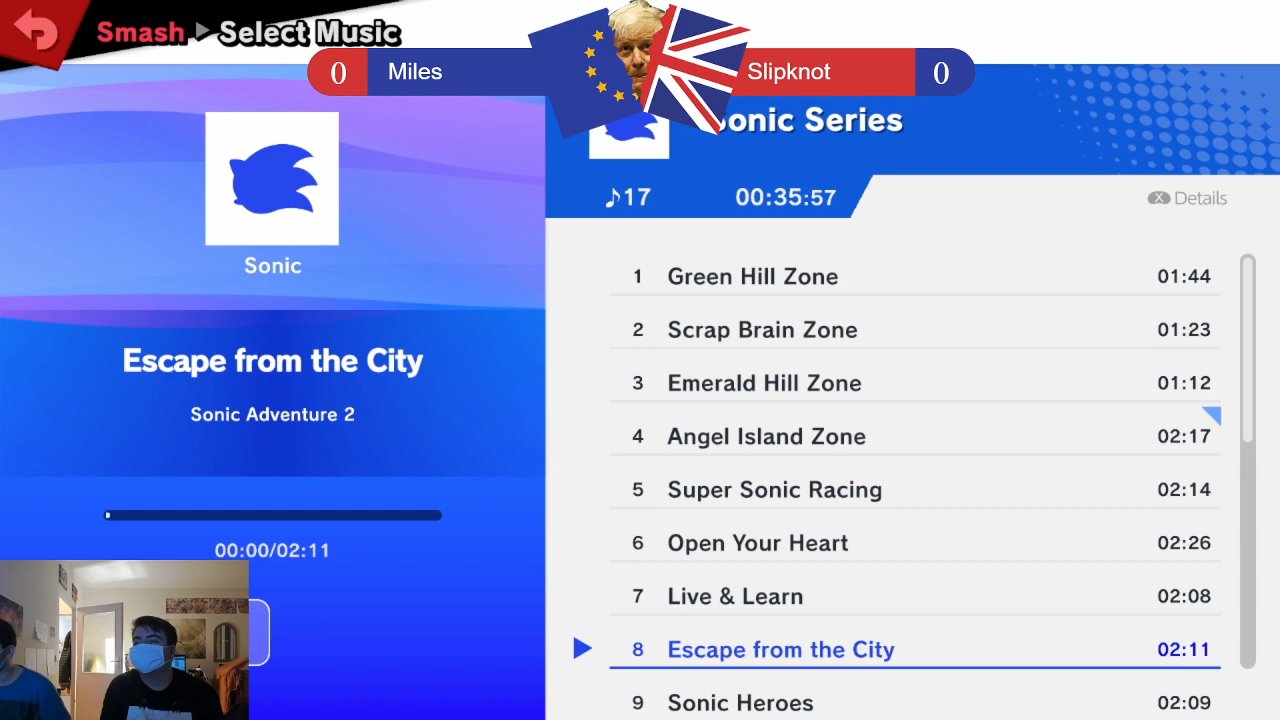 Smash ▶ Select Music
0 Miles Slipknot 0
Sonic
Escape from the City
Sonic Adventure 2
00:00/02:11
Sonic Series
♪17 00:35:57
X Details
1 Green Hill Zone 01:44
2 Scrap Brain Zone 01:23
3 Emerald Hill Zone 01:12
4 Angel Island Zone 02:17
5 Super Sonic Racing 02:14
6 Open Your Heart 02:26
7 Live & Learn 02:08
8 Escape from the City 02:11
9 Sonic Heroes 02:09